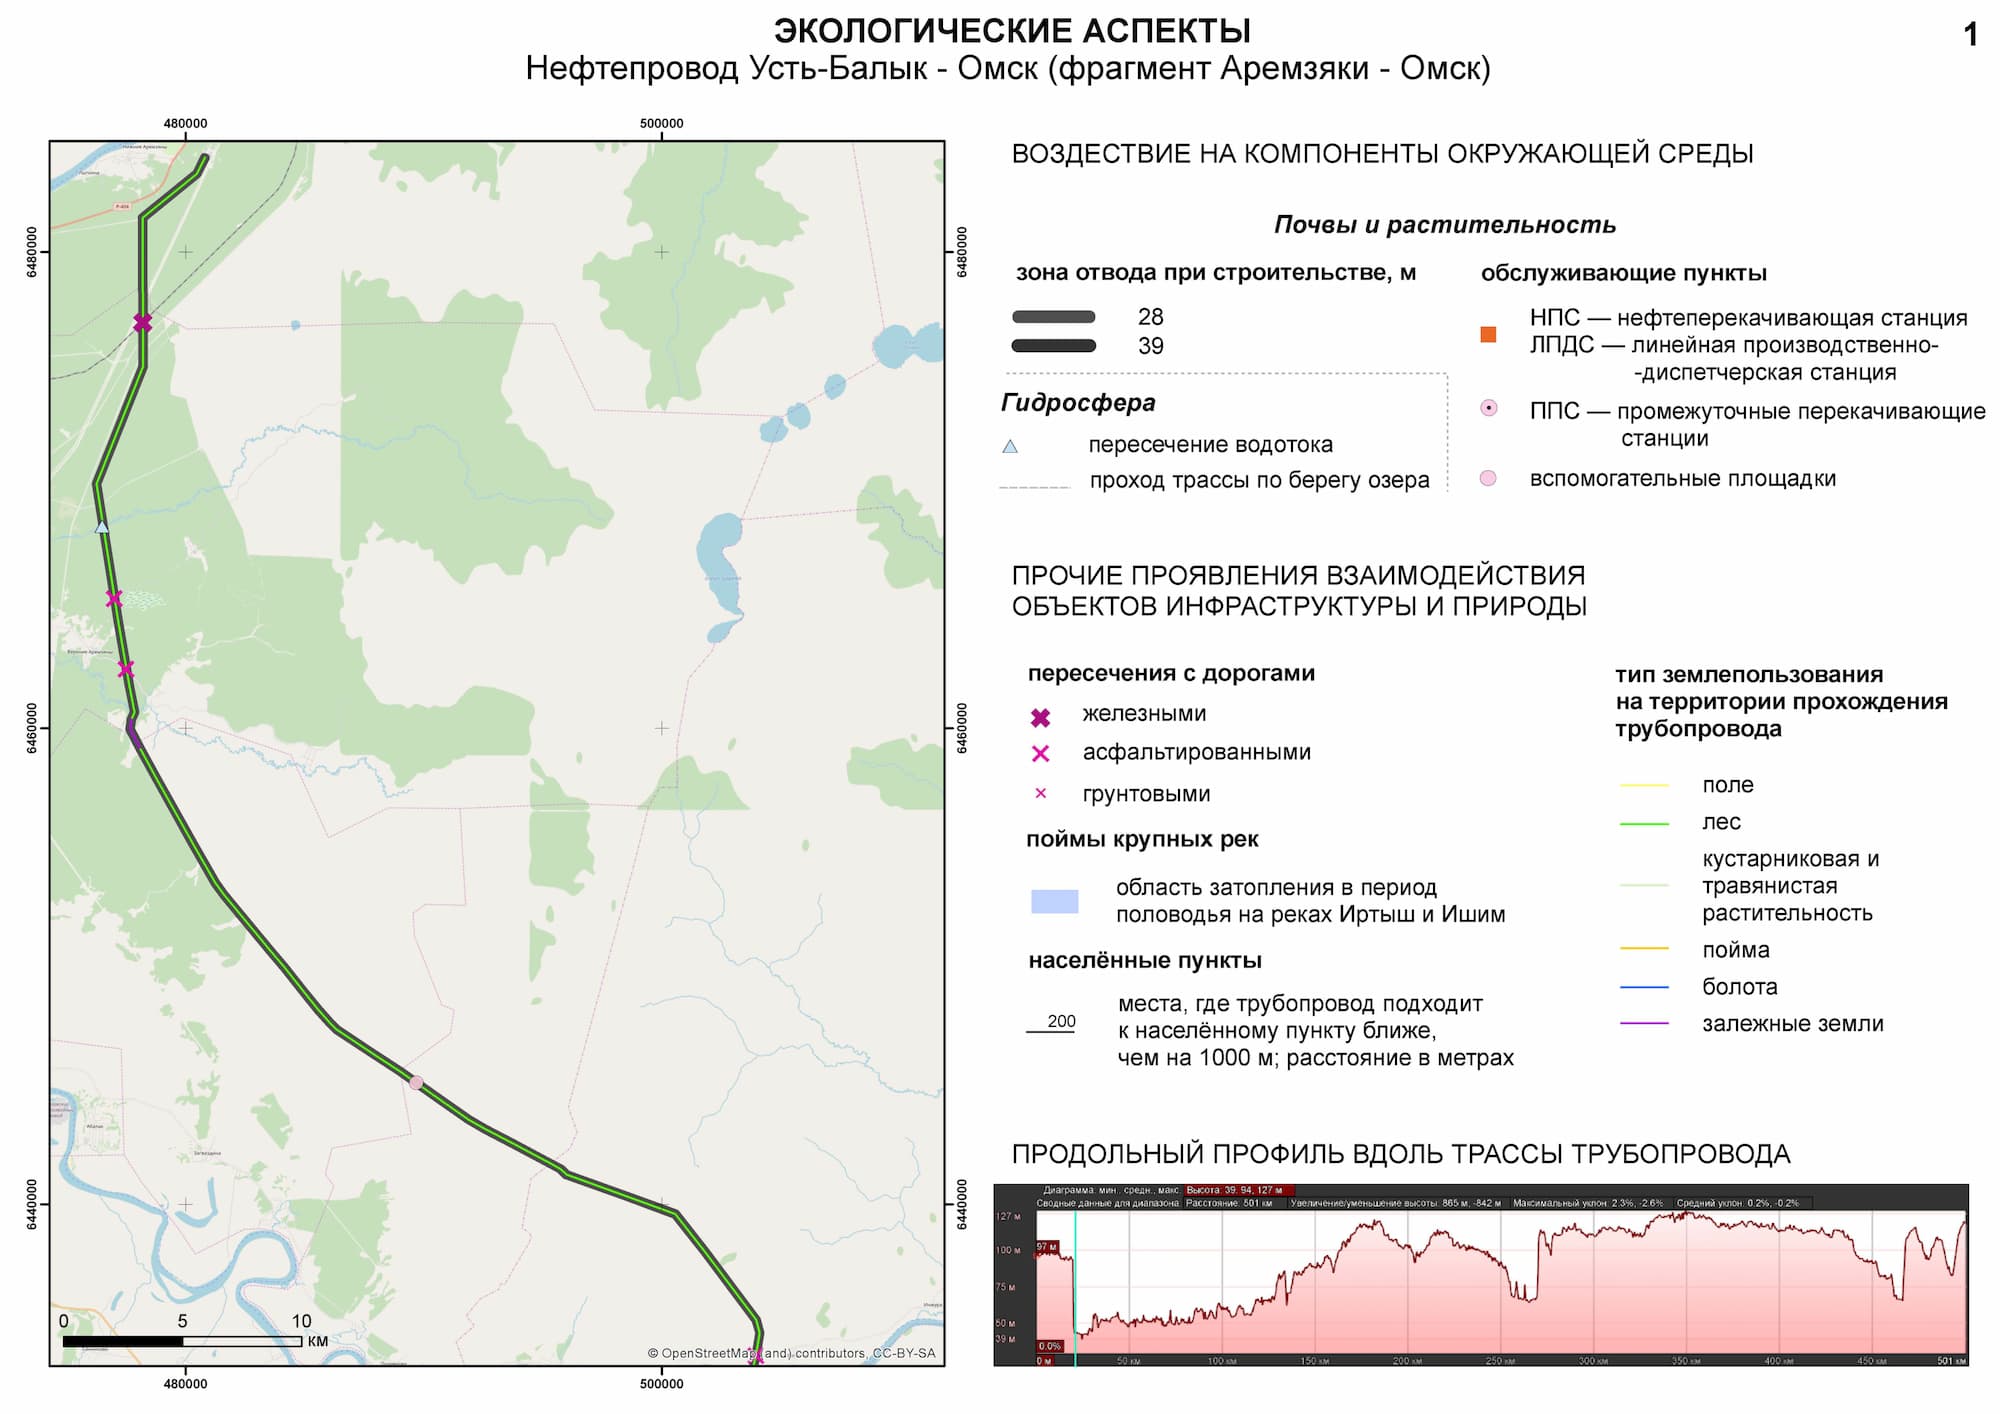 ЭКОЛОГИЧЕСКИЕ АСПЕКТЫ
1
Нефтепровод Усть-Балык - Омск (фрагмент Аремзяки - Омск)
480000
500000
6480000
6480000
6460000
6460000
6440000
6440000
480000
500000
0 5 10
КМ
© OpenStreetMap (and) contributors, CC-BY-SA
ВОЗДЕСТВИЕ НА КОМПОНЕНТЫ ОКРУЖАЮЩЕЙ СРЕДЫ
Почвы и растительность
зона отвода при строительстве, м
28
39
Гидросфера
пересечение водотока
проход трассы по берегу озера
обслуживающие пункты
НПС — нефтеперекачивающая станция
ЛПДС — линейная производственно-
-диспетчерская станция
ППС — промежуточные перекачивающие
станции
вспомогательные площадки
ПРОЧИЕ ПРОЯВЛЕНИЯ ВЗАИМОДЕЙСТВИЯ
ОБЪЕКТОВ ИНФРАСТРУКТУРЫ И ПРИРОДЫ
пересечения с дорогами
железными
асфальтированными
грунтовыми
поймы крупных рек
область затопления в период
половодья на реках Иртыш и Ишим
населённые пункты
200
места, где трубопровод подходит
к населённому пункту ближе,
чем на 1000 м; расстояние в метрах
тип землепользования
на территории прохождения
трубопровода
поле
лес
кустарниковая и
травянистая
растительность
пойма
болота
залежные земли
ПРОДОЛЬНЫЙ ПРОФИЛЬ ВДОЛЬ ТРАССЫ ТРУБОПРОВОДА
Диаграмма: мин., средн., макс. Высота: 39, 94, 127 м
Сводные данные для диапазона Расстояние: 501 км Увеличение/уменьшение высоты: 865 м, -842 м Максимальный уклон: 2.3%, -2.6% Средний уклон: 0.2%, -0.2%
127 м
97 м
100 м
75 м
50 м
39 м
0.0%
0 м 50 км 100 км 150 км 200 км 250 км 300 км 350 км 400 км 450 км 501 км